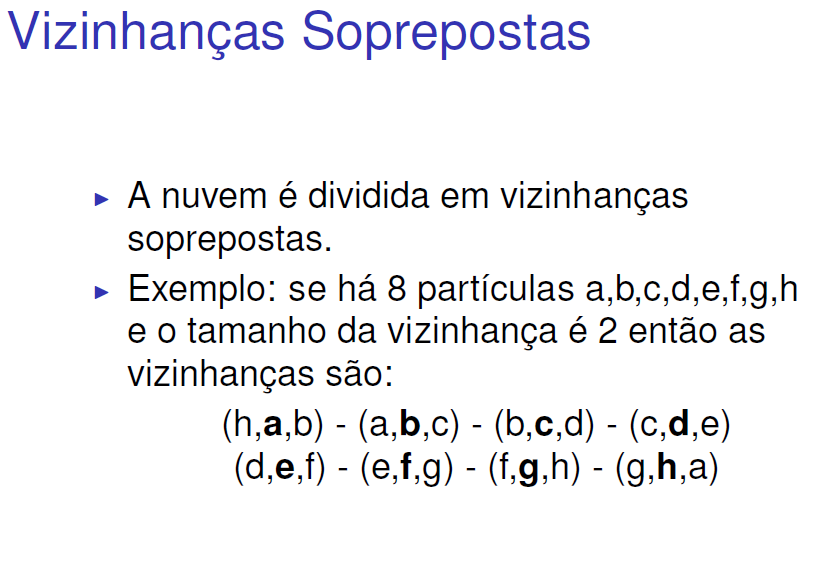 Vizinhanças Soprepostas
▶ A nuvem é dividida em vizinhanças
soprepostas.
▶ Exemplo: se há 8 partículas a,b,c,d,e,f,g,h
e o tamanho da vizinhança é 2 então as
vizinhanças são:
(h,a,b) - (a,b,c) - (b,c,d) - (c,d,e)
(d,e,f) - (e,f,g) - (f,g,h) - (g,h,a)